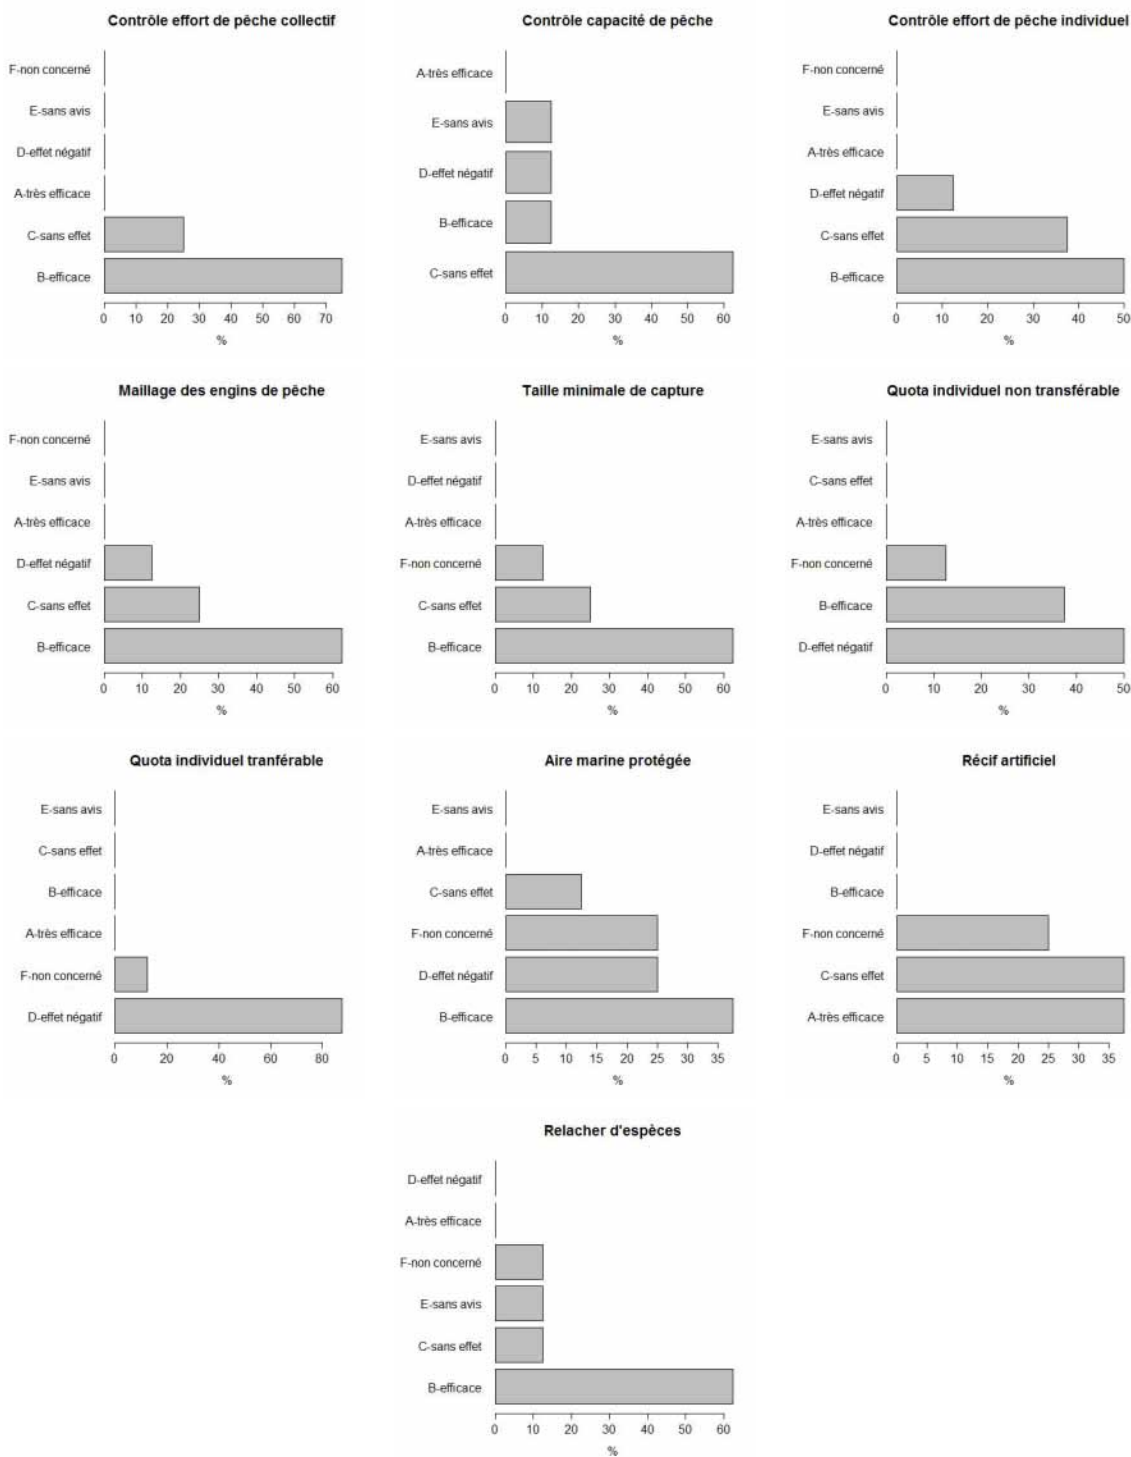 Contrôle effort de pêche collectif
F-non concerné
E-sans avis
D-effet négatif
A-très efficace
C-sans effet
B-efficace
0 10 20 30 40 50 60 70
%
Contrôle capacité de pêche
A-très efficace
E-sans avis
D-effet négatif
B-efficace
C-sans effet
0 10 20 30 40 50 60
%
Contrôle effort de pêche individuel
F-non concerné
E-sans avis
A-très efficace
D-effet négatif
C-sans effet
B-efficace
0 10 20 30 40 50
%
Maillage des engins de pêche
F-non concerné
E-sans avis
A-très efficace
D-effet négatif
C-sans effet
B-efficace
0 10 20 30 40 50 60
%
Taille minimale de capture
E-sans avis
D-effet négatif
A-très efficace
F-non concerné
C-sans effet
B-efficace
0 10 20 30 40 50 60
%
Quota individuel non transférable
E-sans avis
C-sans effet
A-très efficace
F-non concerné
B-efficace
D-effet négatif
0 10 20 30 40 50
%
Quota individuel tranférable
E-sans avis
C-sans effet
B-efficace
A-très efficace
F-non concerné
D-effet négatif
0 20 40 60 80
%
Aire marine protégée
E-sans avis
A-très efficace
C-sans effet
F-non concerné
D-effet négatif
B-efficace
0 5 10 15 20 25 30 35
%
Récif artificiel
E-sans avis
D-effet négatif
B-efficace
F-non concerné
C-sans effet
A-très efficace
0 5 10 15 20 25 30 35
%
Relacher d'espèces
D-effet négatif
A-très efficace
F-non concerné
E-sans avis
C-sans effet
B-efficace
0 10 20 30 40 50 60
%